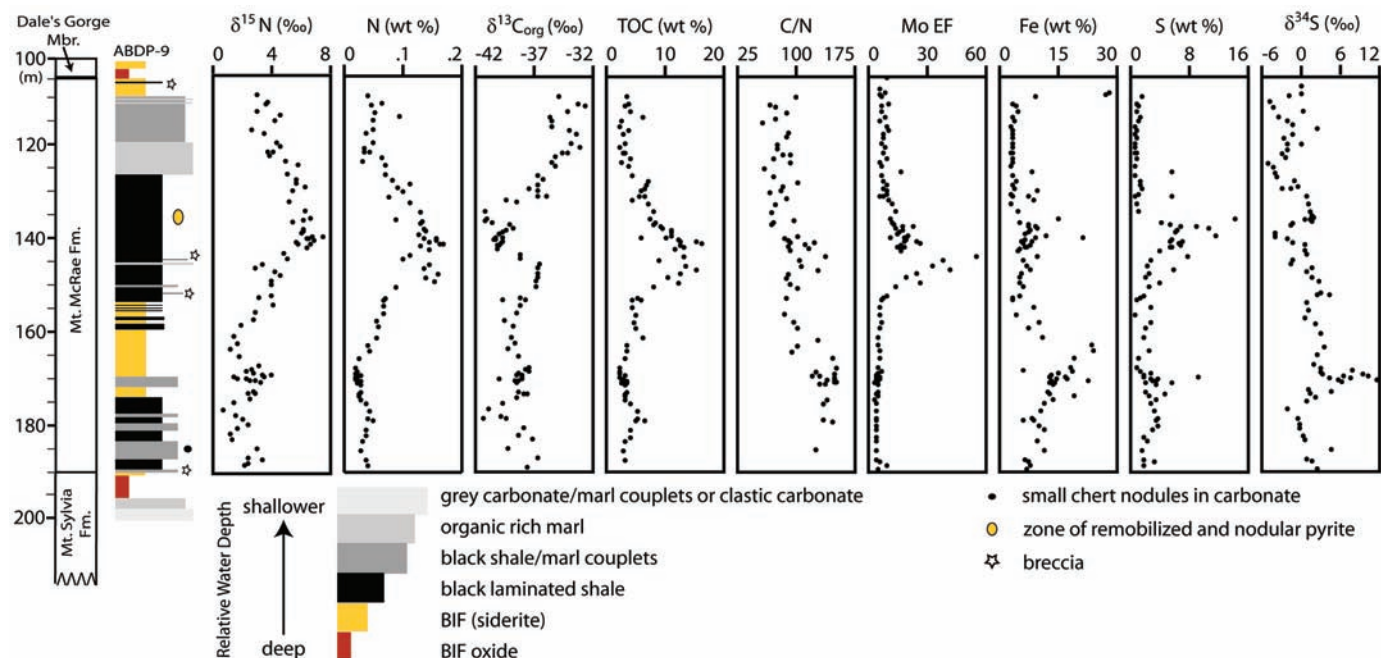 Dale's Gorge
Mbr.
ABDP-9
δ15 N (‰)
N (wt %)
δ13Corg (‰)
TOC (wt %)
C/N
Mo EF
Fe (wt %)
S (wt %)
δ34S (‰)
0 4 8
0 .1 .2
-42 -37 -32
0 10 20
25 100 175
0 30 60
0 15 30
0 8 16
-6 0 6 12
100
(m)
120
140
160
180
200
Mt. McRae Fm.
Mt. Sylvia
Fm.
Relative Water Depth
shallower
deep
grey carbonate/marl couplets or clastic carbonate
organic rich marl
black shale/marl couplets
black laminated shale
BIF (siderite)
BIF oxide
small chert nodules in carbonate
zone of remobilized and nodular pyrite
breccia